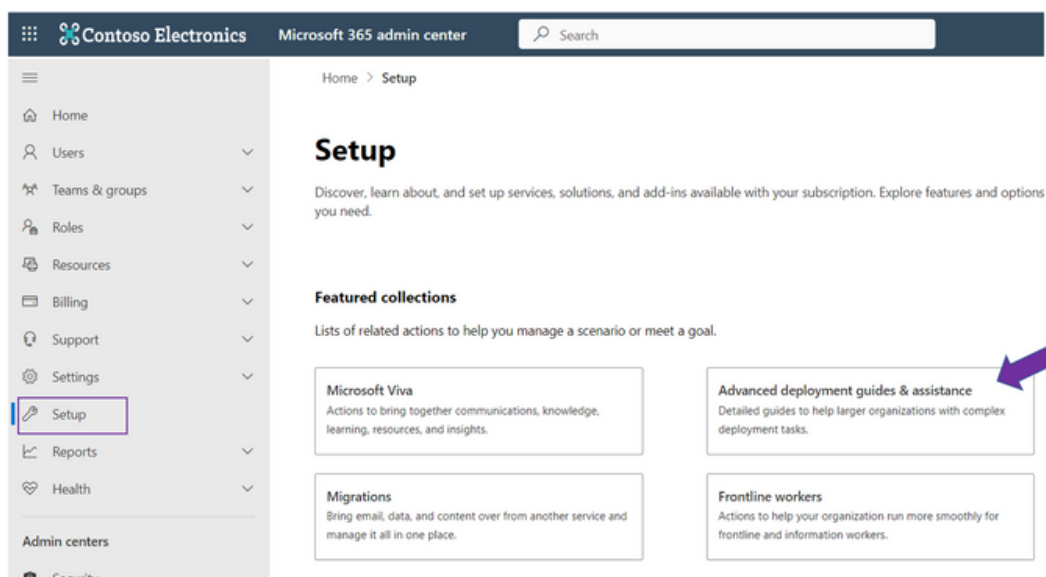 Contoso Electronics Microsoft 365 admin center Search
Home > Setup
Home
Users
Teams & groups
Roles
Resources
Billing
Support
Settings
Setup
Reports
Health
Admin centers
Setup
Discover, learn about, and set up services, solutions, and add-ins available with your subscription. Explore features and options
you need.
Featured collections
Lists of related actions to help you manage a scenario or meet a goal.
Microsoft Viva
Actions to bring together communications, knowledge,
learning, resources, and insights.
Advanced deployment guides & assistance
Detailed guides to help larger organizations with complex
deployment tasks.
Migrations
Bring email, data, and content over from another service and
manage it all in one place.
Frontline workers
Actions to help your organization run more smoothly for
frontline and information workers.